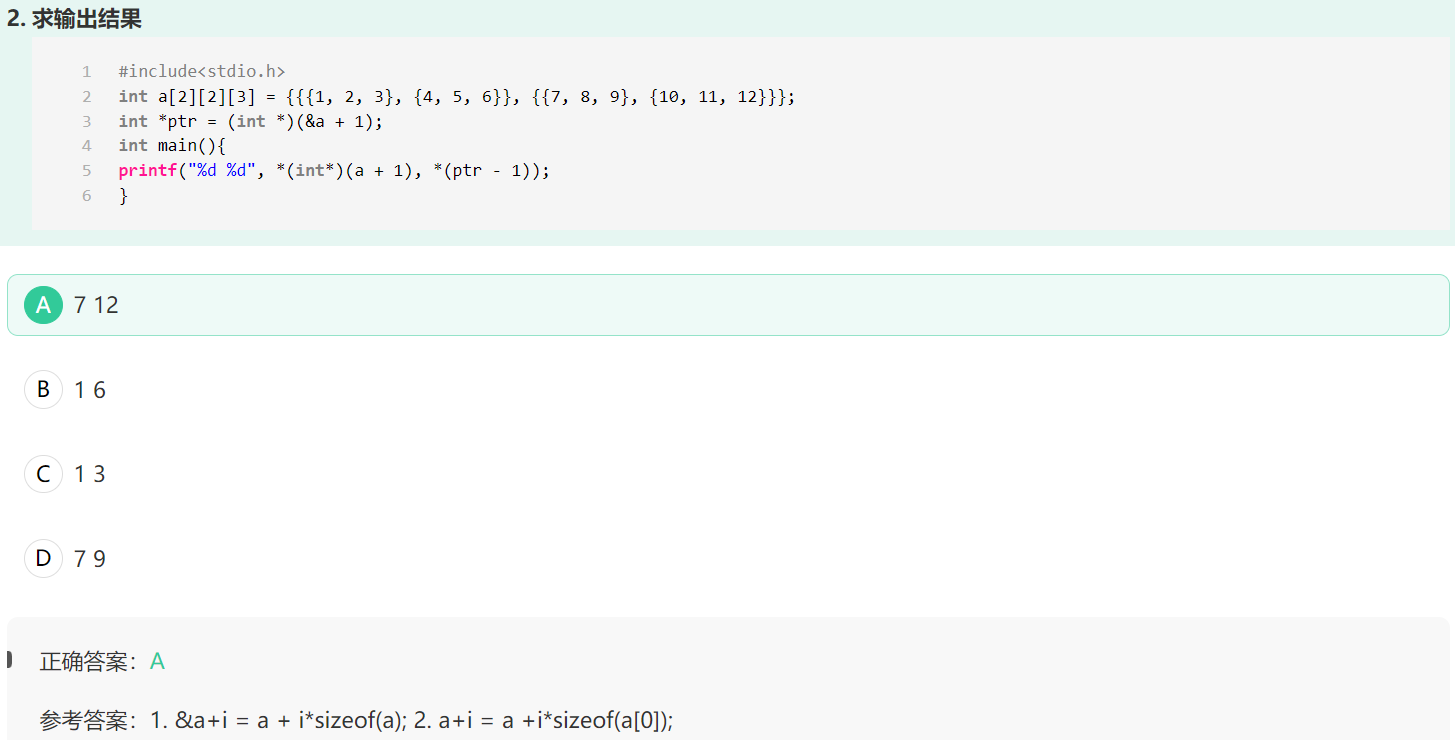 2. 求输出结果
1 #include<stdio.h>
2 int a[2][2][3] = {{{1, 2, 3}, {4, 5, 6}}, {{7, 8, 9}, {10, 11, 12}}};
3 int *ptr = (int *)(&a + 1);
4 int main(){
5 printf("%d %d", *(int*)(a + 1), *(ptr - 1));
6 }
A 7 12
B 1 6
C 1 3
D 7 9
正确答案：A
参考答案：1. &a+i = a + i*sizeof(a); 2. a+i = a +i*sizeof(a[0]);